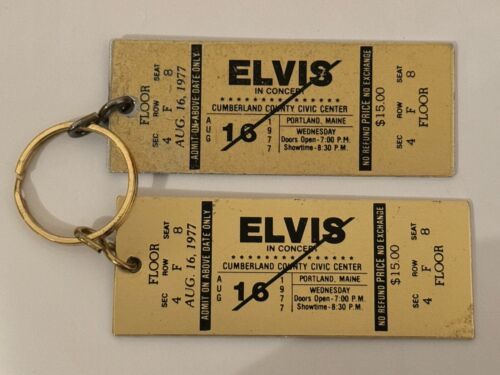 FLOOR
SEC ROW SEAT
4 F 8
AUG. 16, 1977
ADMIT ON ABOVE DATE ONLY.
ELVIS
IN CONCERT
★★★★★★★★★★★★★★★
CUMBERLAND COUNTY CIVIC CENTER
AUG
16
1977
PORTLAND, MAINE
WEDNESDAY
Doors Open-7:00 P.M.
Showtime-8:30 P.M.
NO REFUND PRICE NO EXCHANGE
$15.00
SEC ROW SEAT
4 F 8
FLOOR
FLOOR
SEC ROW SEAT
4 F 8
AUG. 16, 1977
ADMIT ON ABOVE DATE ONLY.
ELVIS
IN CONCERT
CUMBERLAND COUNTY CIVIC CENTER
AUG
16
1977
PORTLAND, MAINE
WEDNESDAY
Doors Open-7:00 P.M.
Showtime-8:30 P.M.
NO REFUND PRICE NO EXCHANGE
$15.00
SEC ROW SEAT
4 F 8
FLOOR